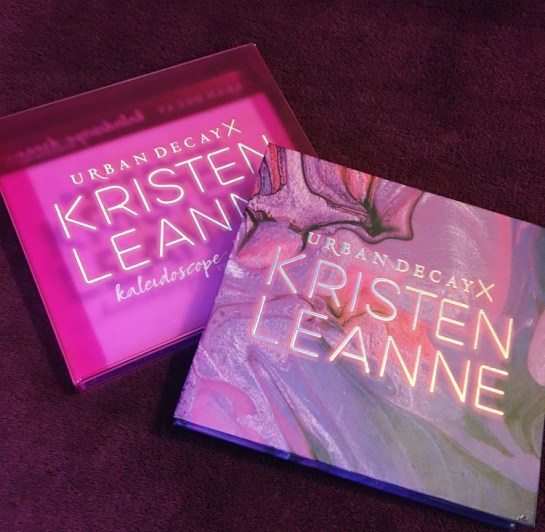 URBAN DECAY X
KRISTEN
LEANNE
kaleidoscope
URBAN DECAY X
KRISTEN
LEANNE